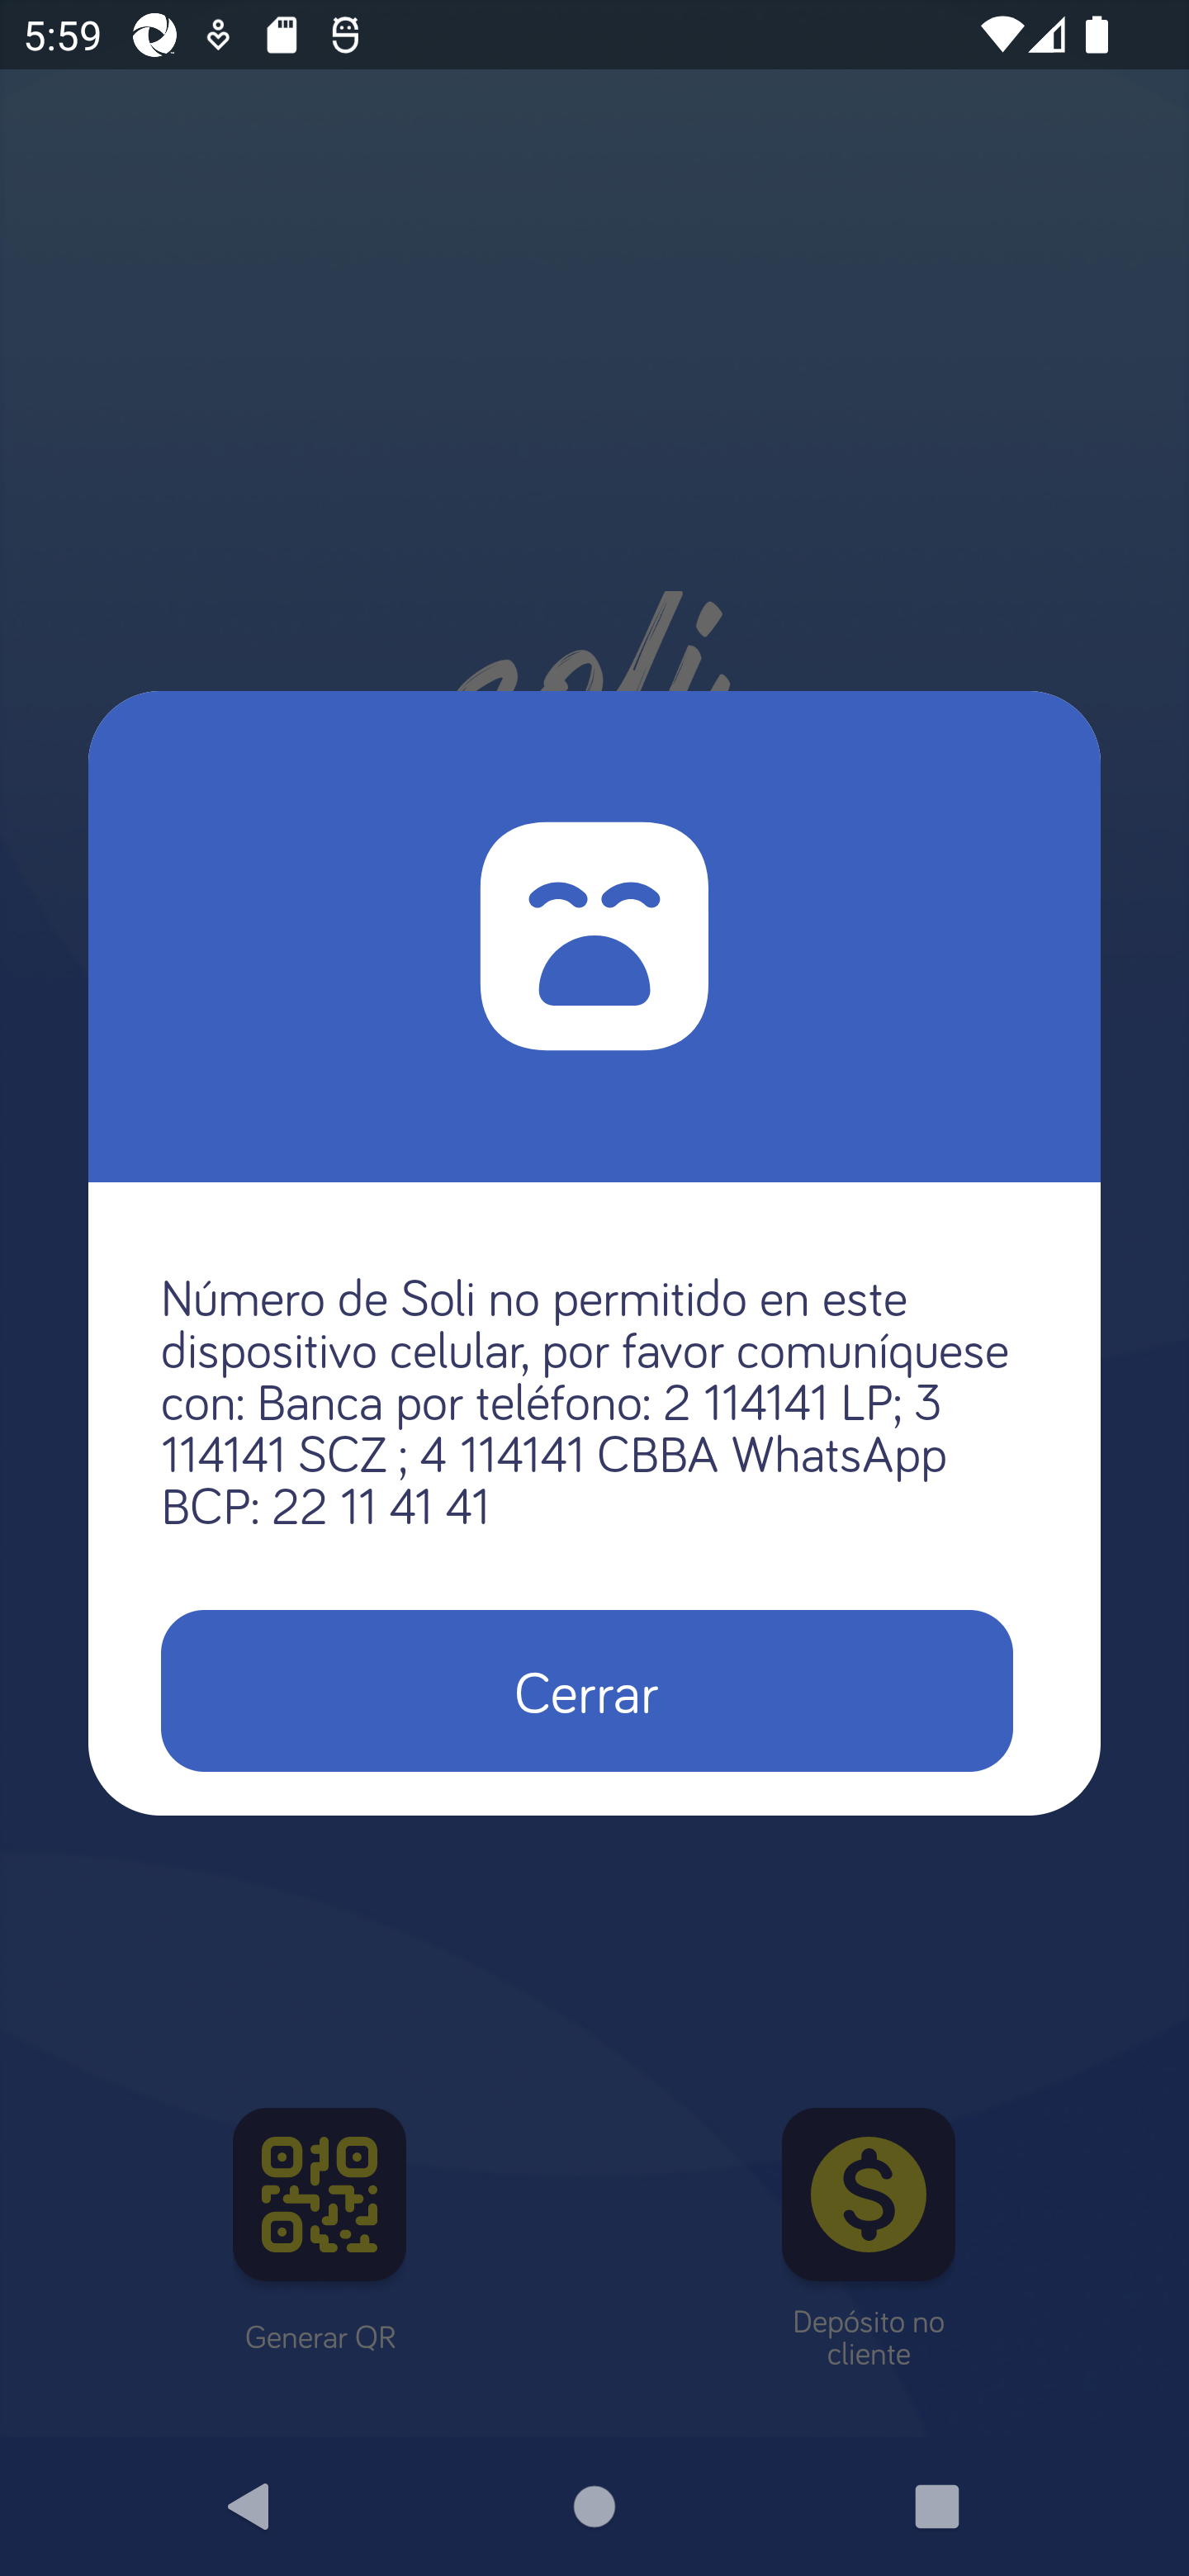 5:59
soli
Número de Soli no permitido en este
dispositivo celular, por favor comuníquese
con: Banca por teléfono: 2 114141 LP; 3
114141 SCZ ; 4 114141 CBBA WhatsApp
BCP: 22 11 41 41
Cerrar
Generar QR
Depósito no
cliente